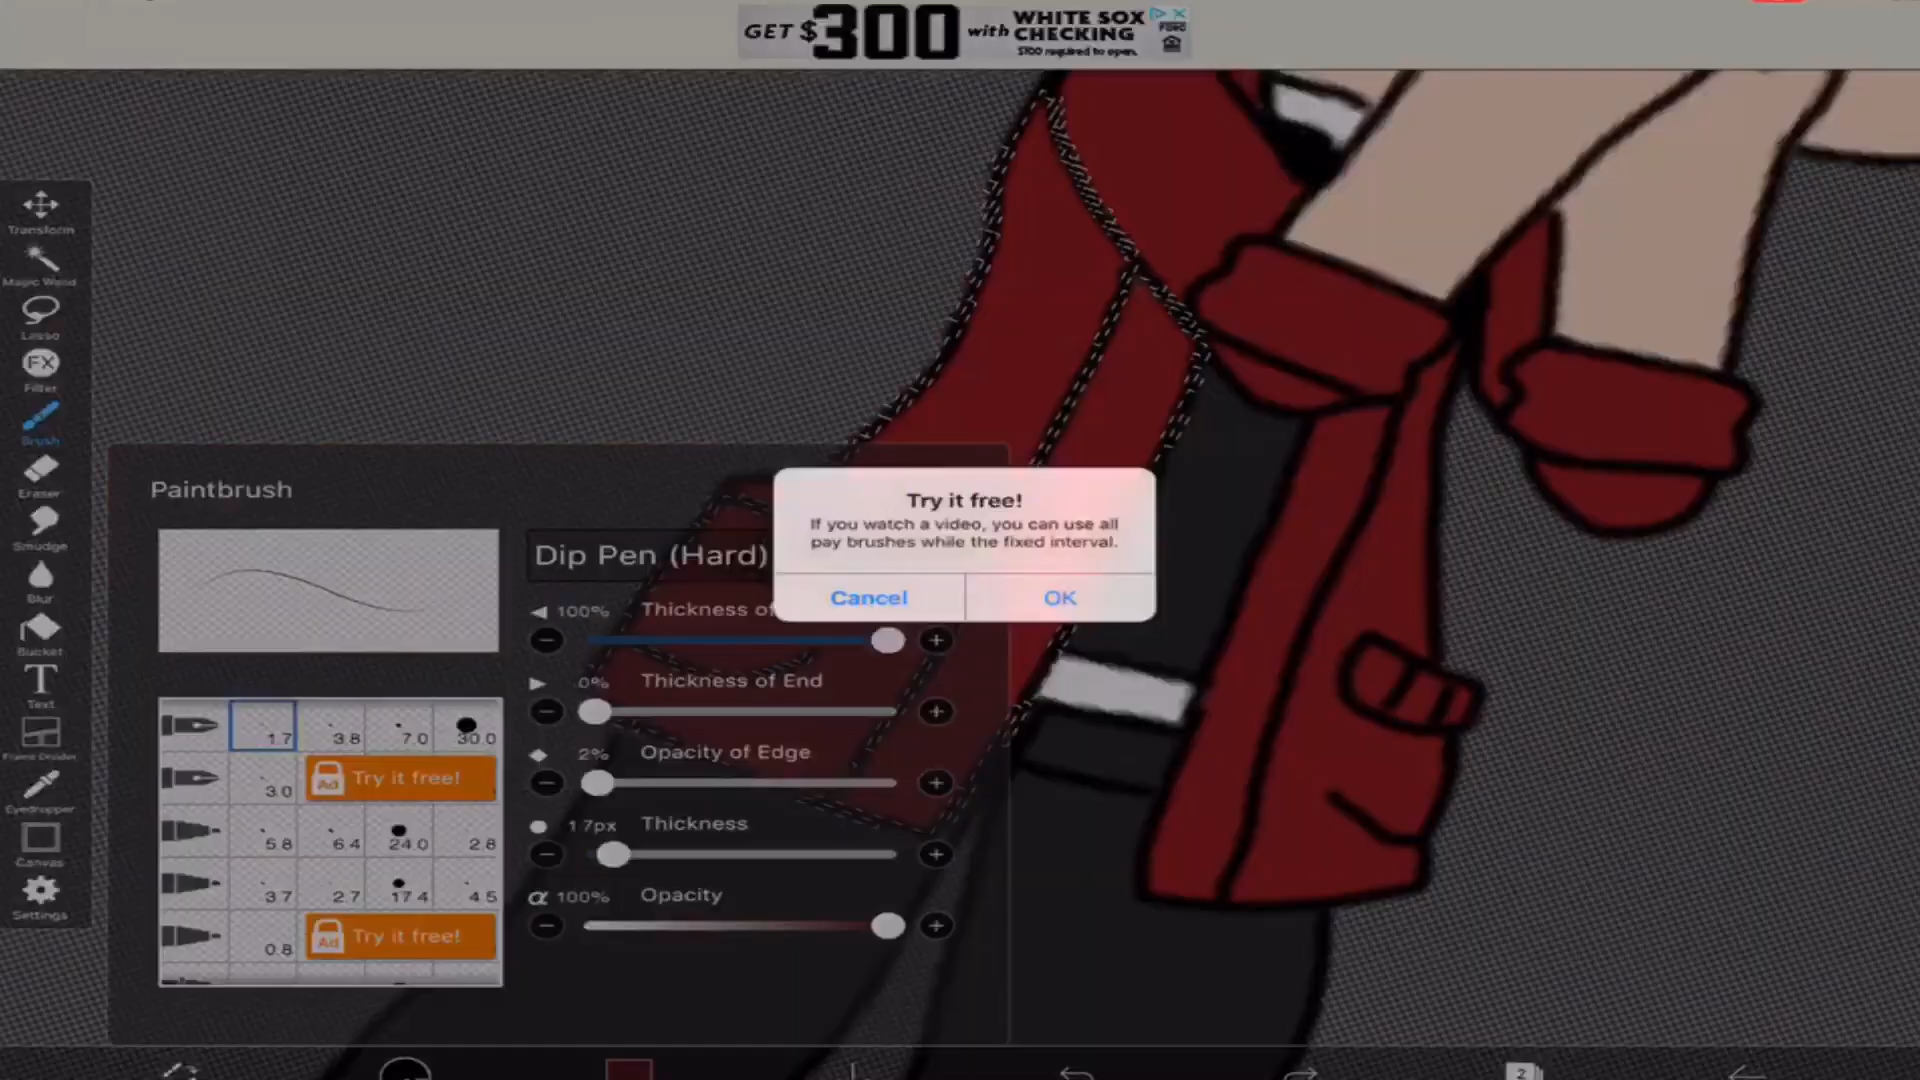 GET $300 with WHITE SOX CHECKING
$100 required to open.
Transform
Magic Wand
Lasso
FX
Filter
Brush
Eraser
Smudge
Blur
Bucket
T
Text
Frame Divider
Eyedropper
Canvas
Settings
Paintbrush
Dip Pen (Hard)
100% Thickness of
0% Thickness of End
2% Opacity of Edge
1 7px Thickness
α 100% Opacity
1.7 3.8 7.0 30.0
3.0 Ad Try it free!
5.8 6.4 24.0 2.8
3.7 2.7 17 4 4 5
0.8 Ad Try it free!
Try it free!
If you watch a video, you can use all
pay brushes while the fixed interval.
Cancel OK
2